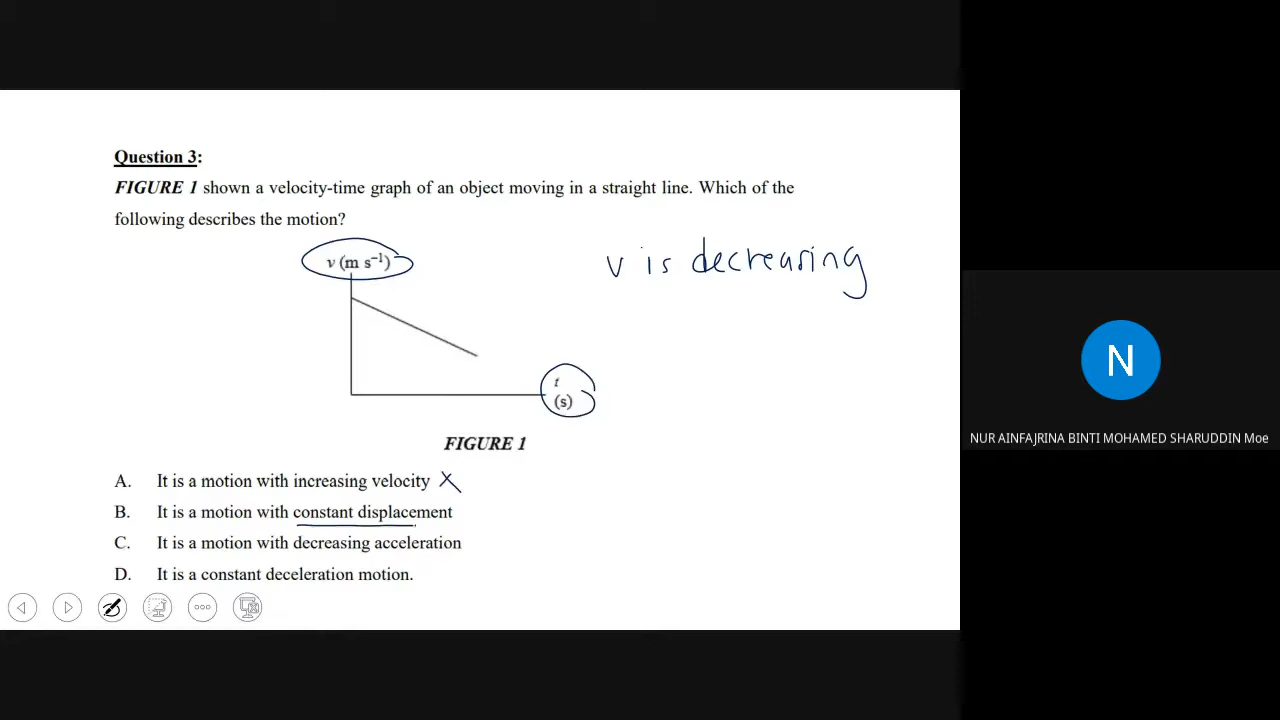 Question 3:
FIGURE 1 shown a velocity-time graph of an object moving in a straight line. Which of the
following describes the motion?
v (m s⁻¹)
v is decreasing
t
(s)
FIGURE 1
A. It is a motion with increasing velocity X
B. It is a motion with constant displacement
C. It is a motion with decreasing acceleration
D. It is a constant deceleration motion.
N
NUR AINFAJRINA BINTI MOHAMED SHARUDDIN Moe